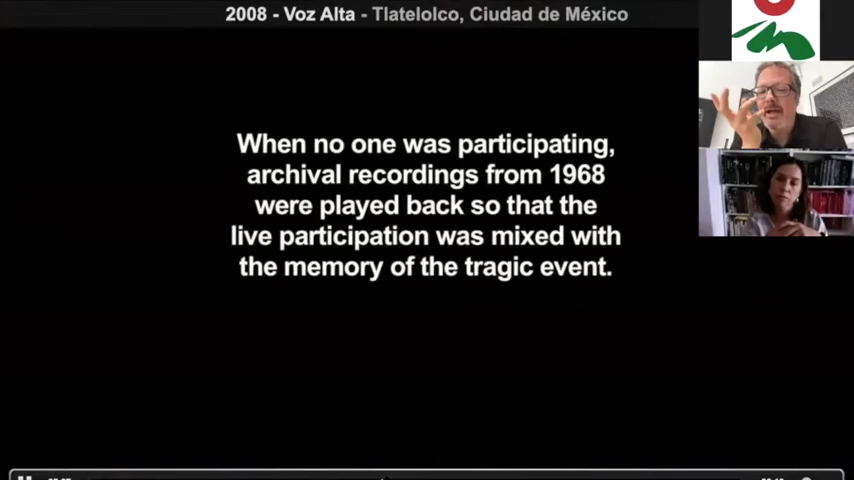 2008 - Voz Alta - Tlatelolco, Ciudad de México
When no one was participating,
archival recordings from 1968
were played back so that the
live participation was mixed with
the memory of the tragic event.